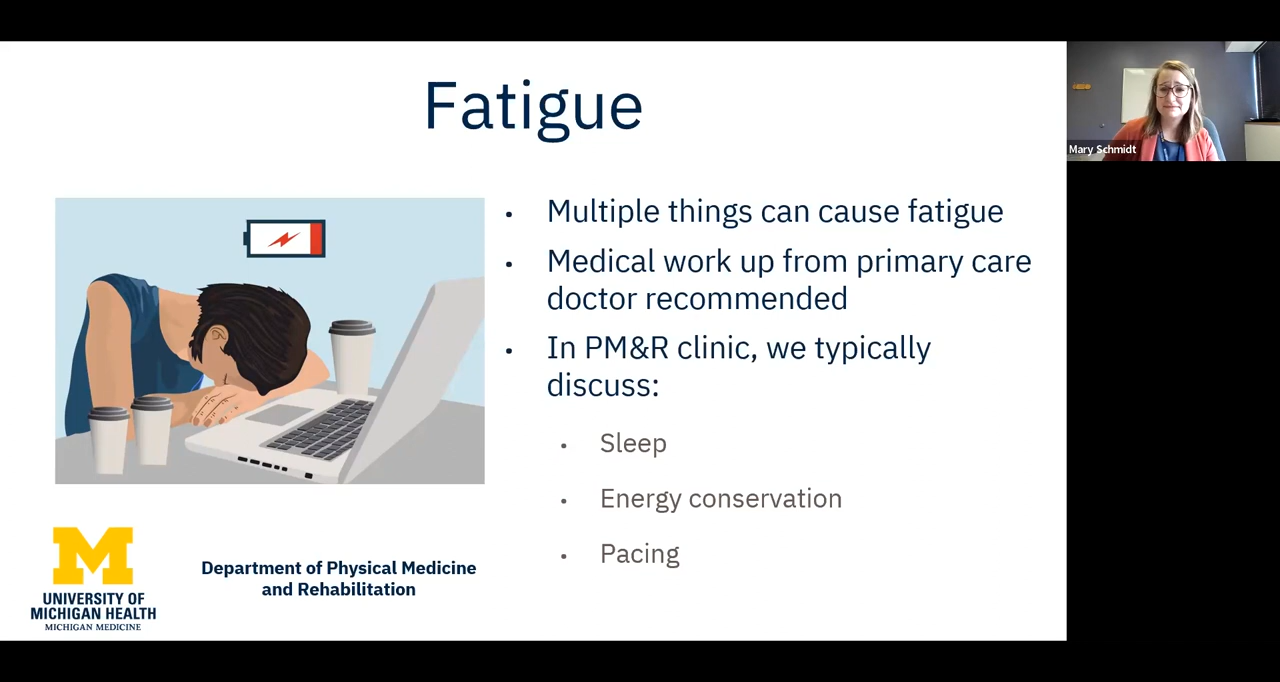 Fatigue
Multiple things can cause fatigue
Medical work up from primary care
doctor recommended
In PM&R clinic, we typically
discuss:
Sleep
Energy conservation
Pacing
M
UNIVERSITY OF
MICHIGAN HEALTH
MICHIGAN MEDICINE
Department of Physical Medicine
and Rehabilitation
Mary Schmidt